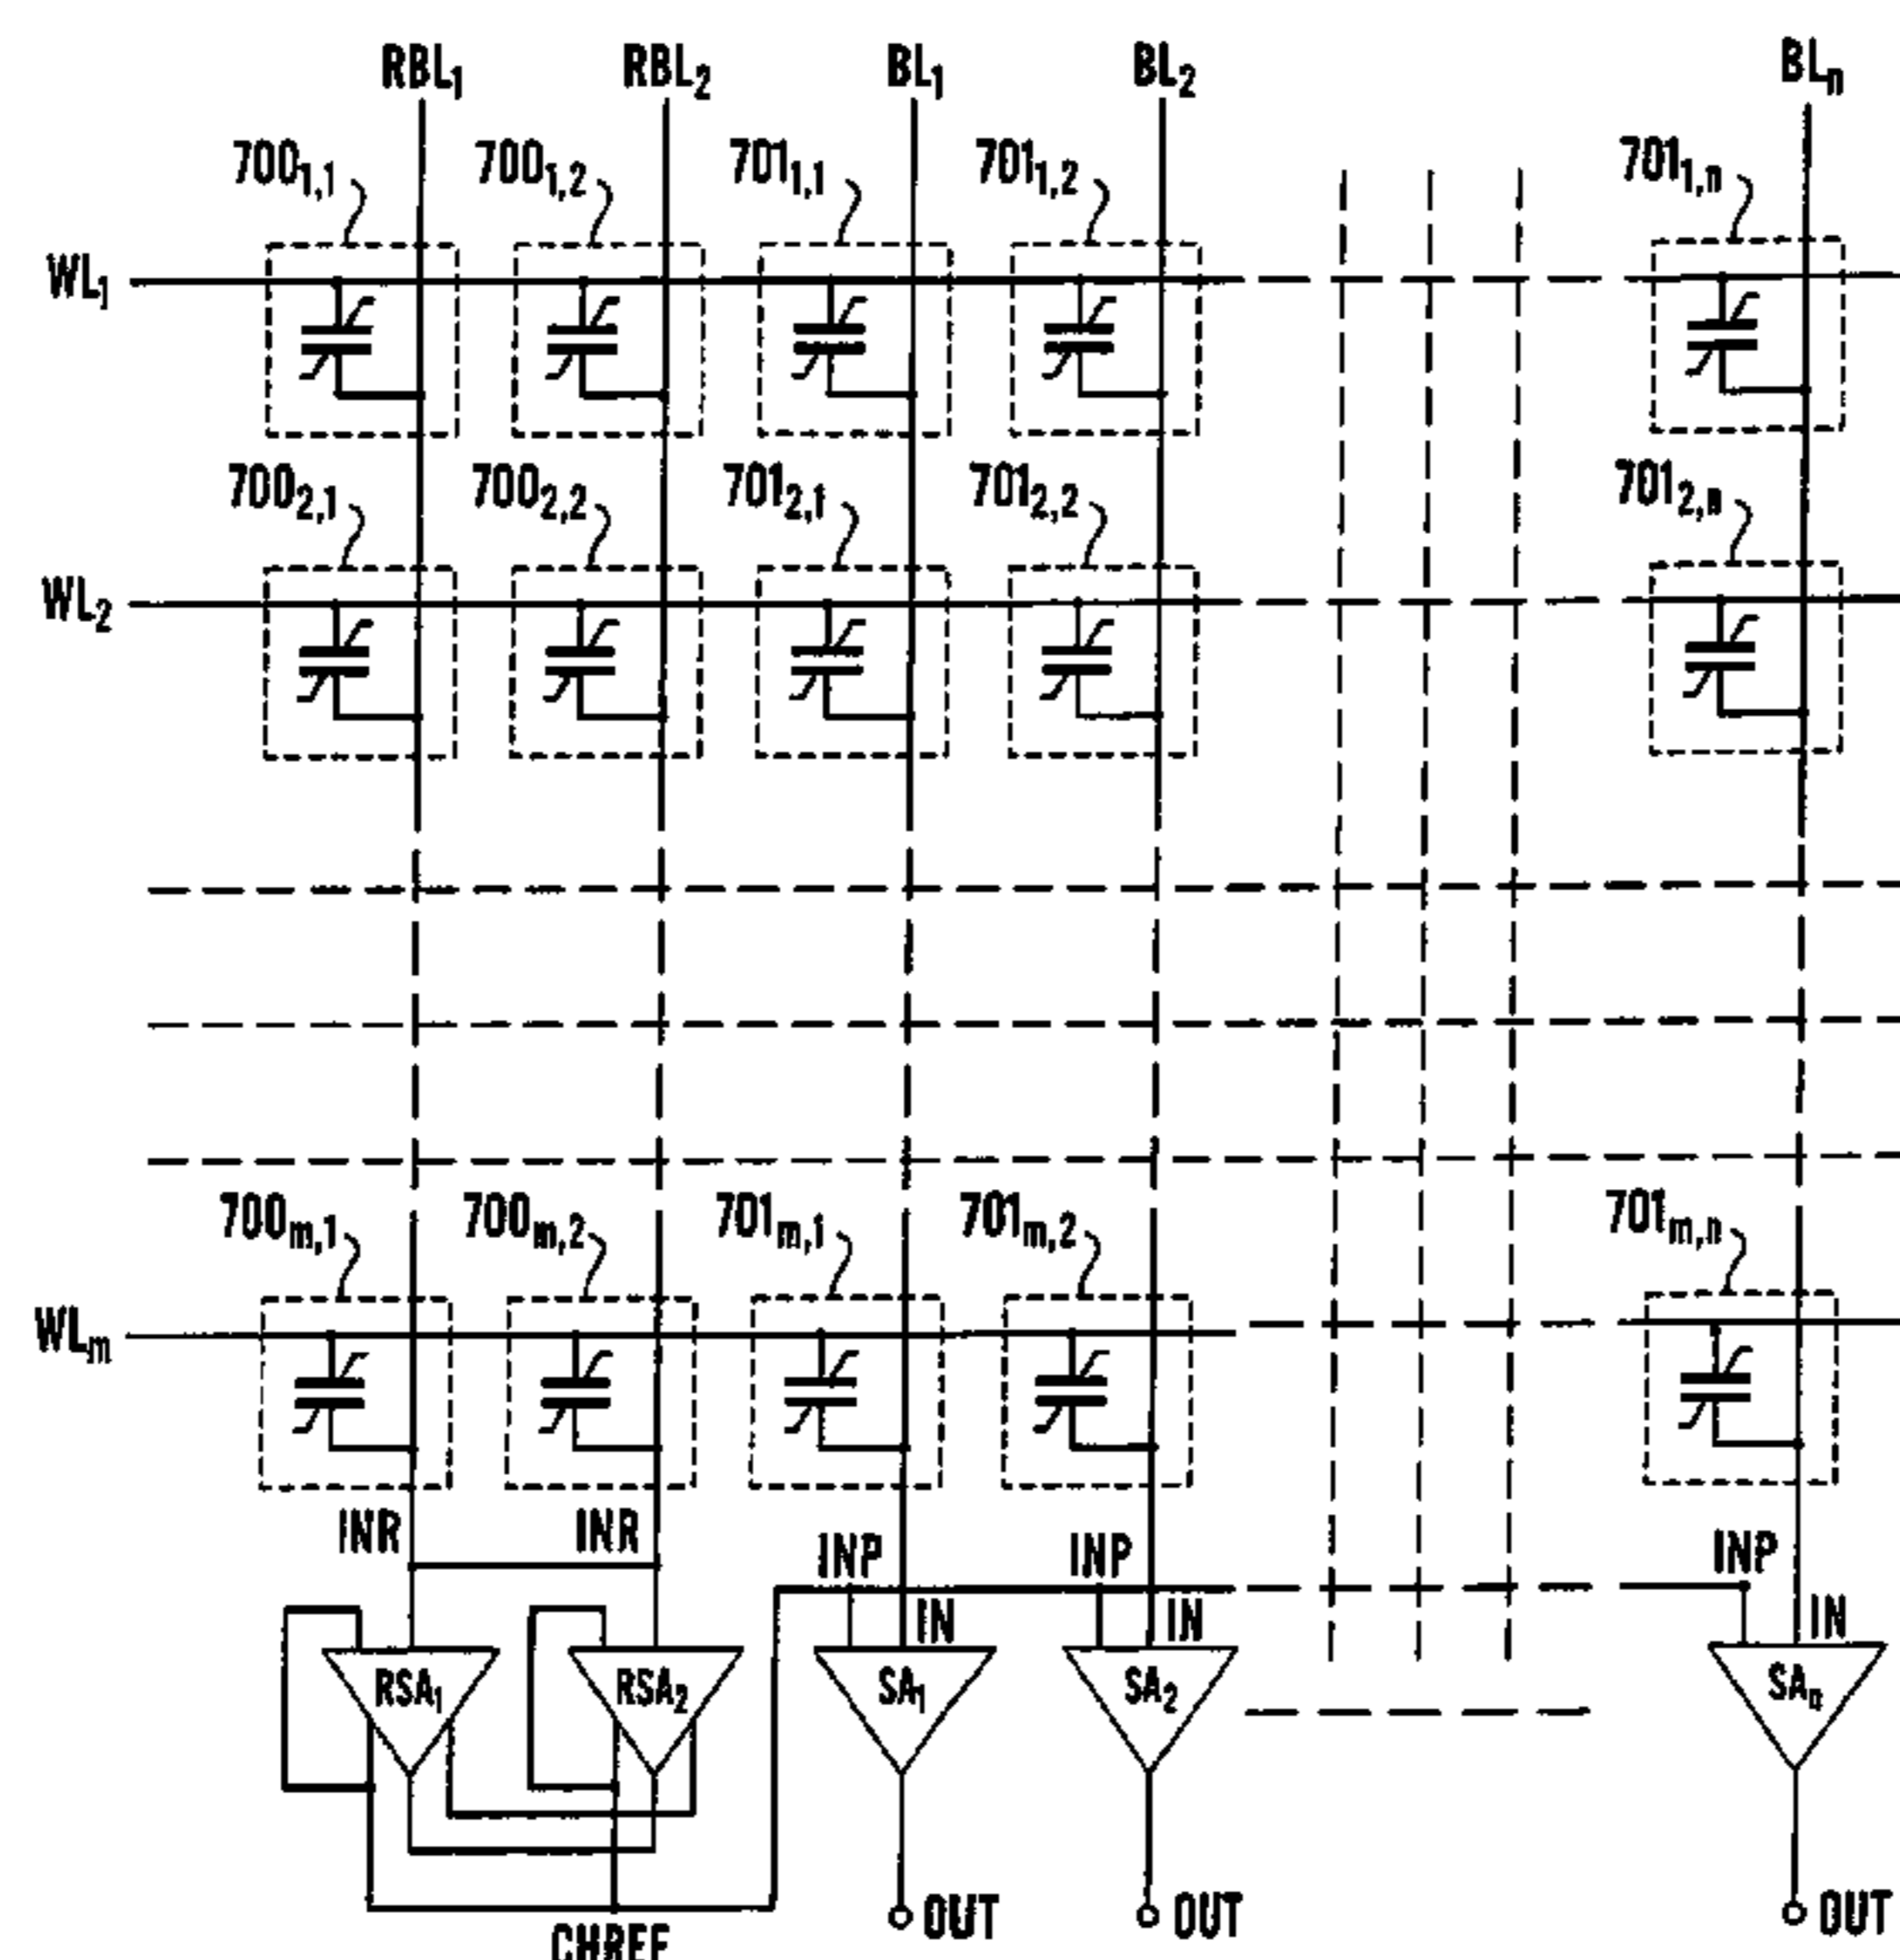 RBL₁ RBL₂ BL₁ BL₂ BLₙ
700₁,₁ 700₁,₂ 701₁,₁ 701₁,₂ 701₁,ₙ
WL₁
700₂,₁ 700₂,₂ 701₂,₁ 701₂,₂ 701₂,ₙ
WL₂
700ₘ,₁ 700ₘ,₂ 701ₘ,₁ 701ₘ,₂ 701ₘ,ₙ
WLₘ
INR INR INP INP INP
IN IN IN
RSA₁ RSA₂ SA₁ SA₂ SAₙ
OUT OUT OUT
CHREF